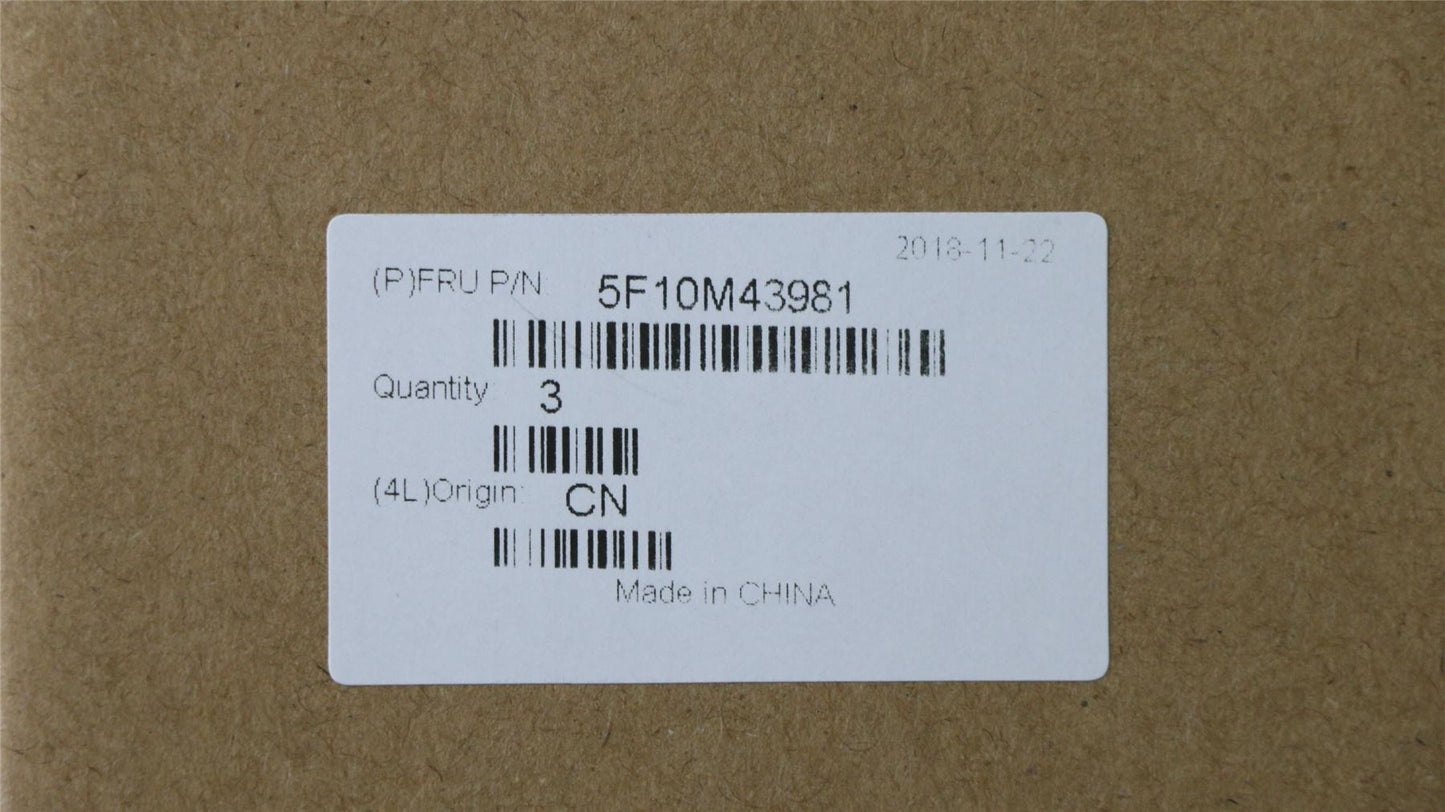 2018-11-22
(P)FRU P/N: 5F10M43981
Quantity: 3
(4L)Origin: CN
Made in CHINA